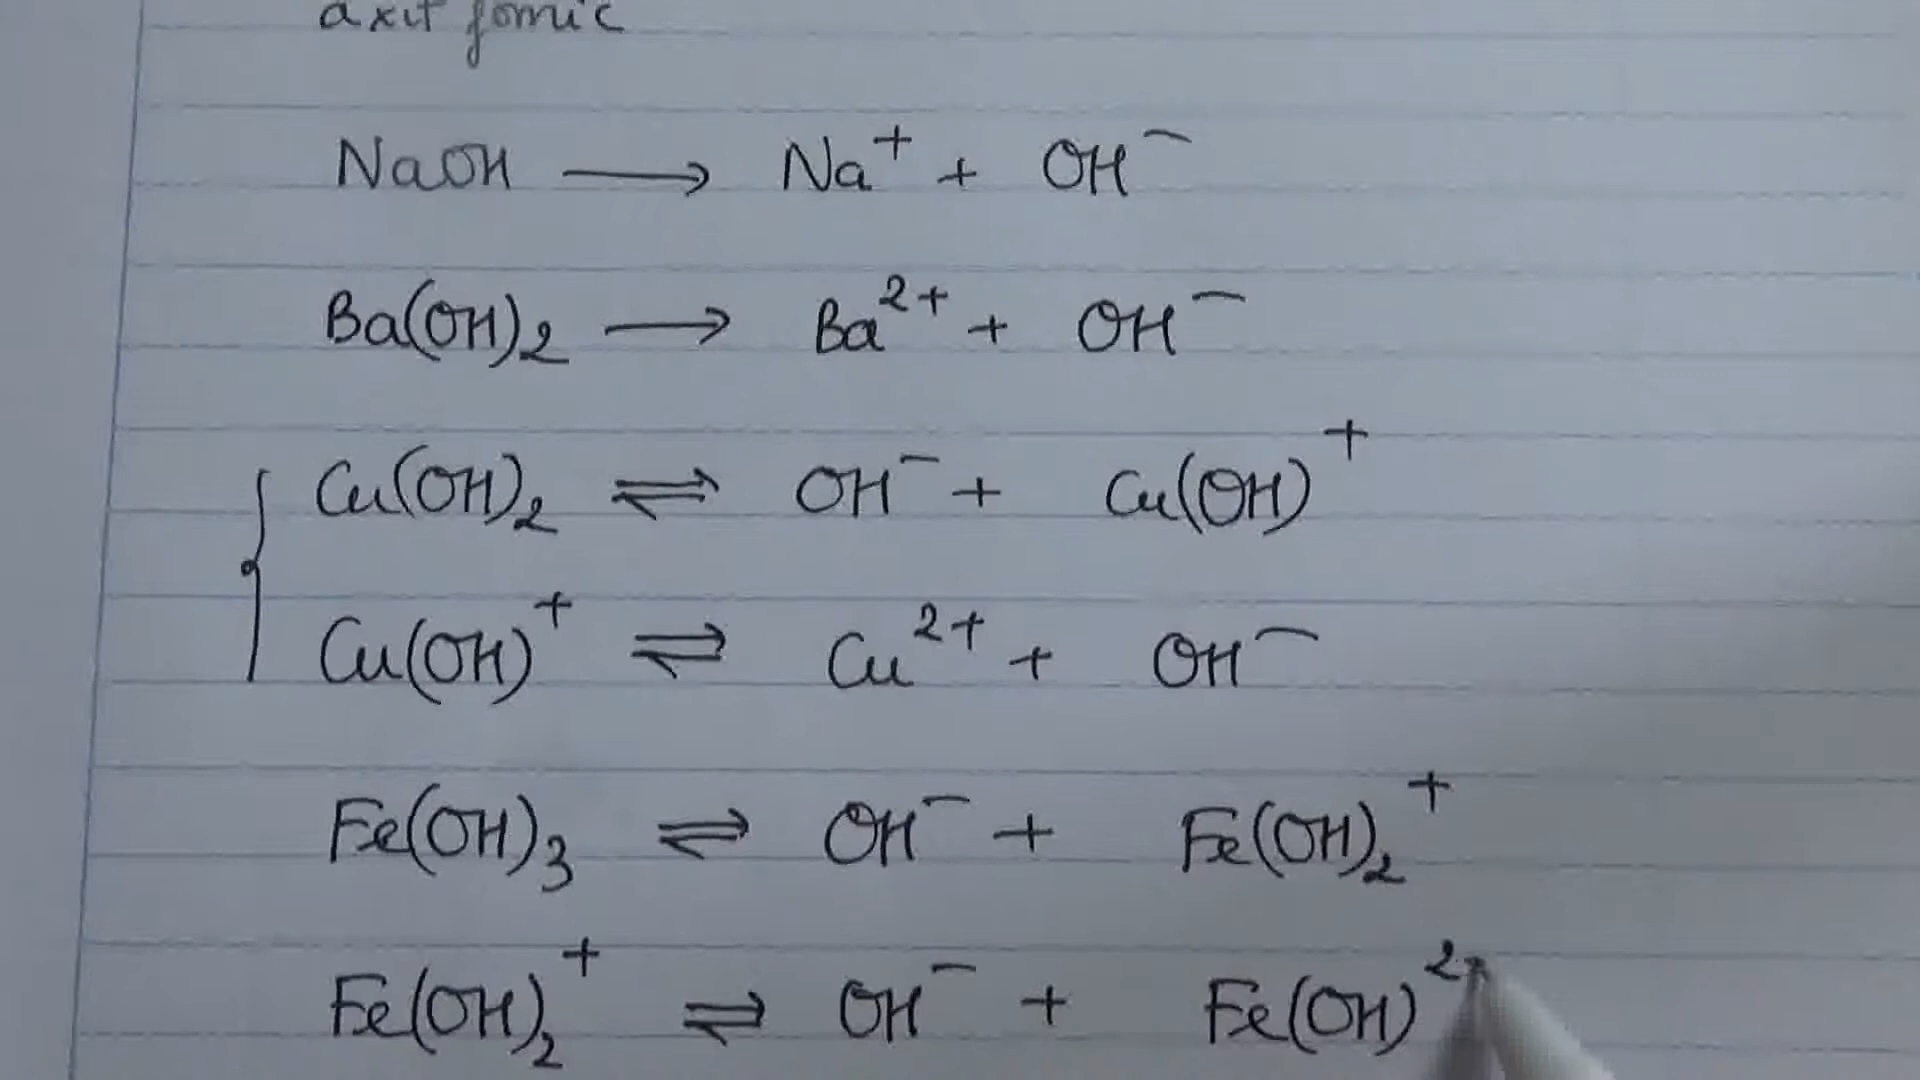 axit fomic
NaOH ⟶ Na⁺ + OH⁻
Ba(OH)₂ ⟶ Ba²⁺ + OH⁻
Cu(OH)₂ ⇌ OH⁻ + Cu(OH)⁺
Cu(OH)⁺ ⇌ Cu²⁺ + OH⁻
Fe(OH)₃ ⇌ OH⁻ + Fe(OH)₂⁺
Fe(OH)₂⁺ ⇌ OH⁻ + Fe(OH)²